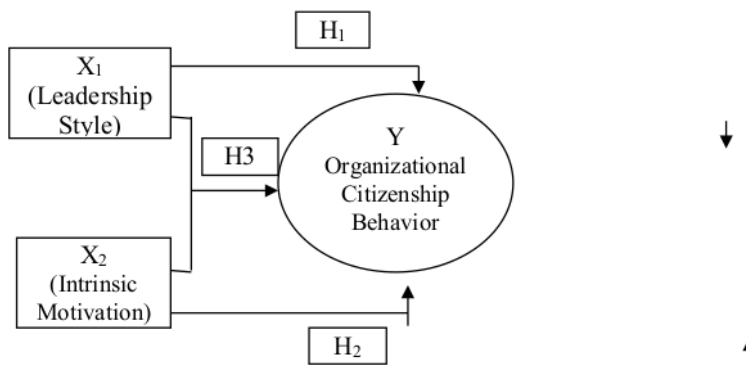 H₁
X₁
(Leadership
Style)
H3
Y
Organizational
Citizenship
Behavior
X₂
(Intrinsic
Motivation)
H₂